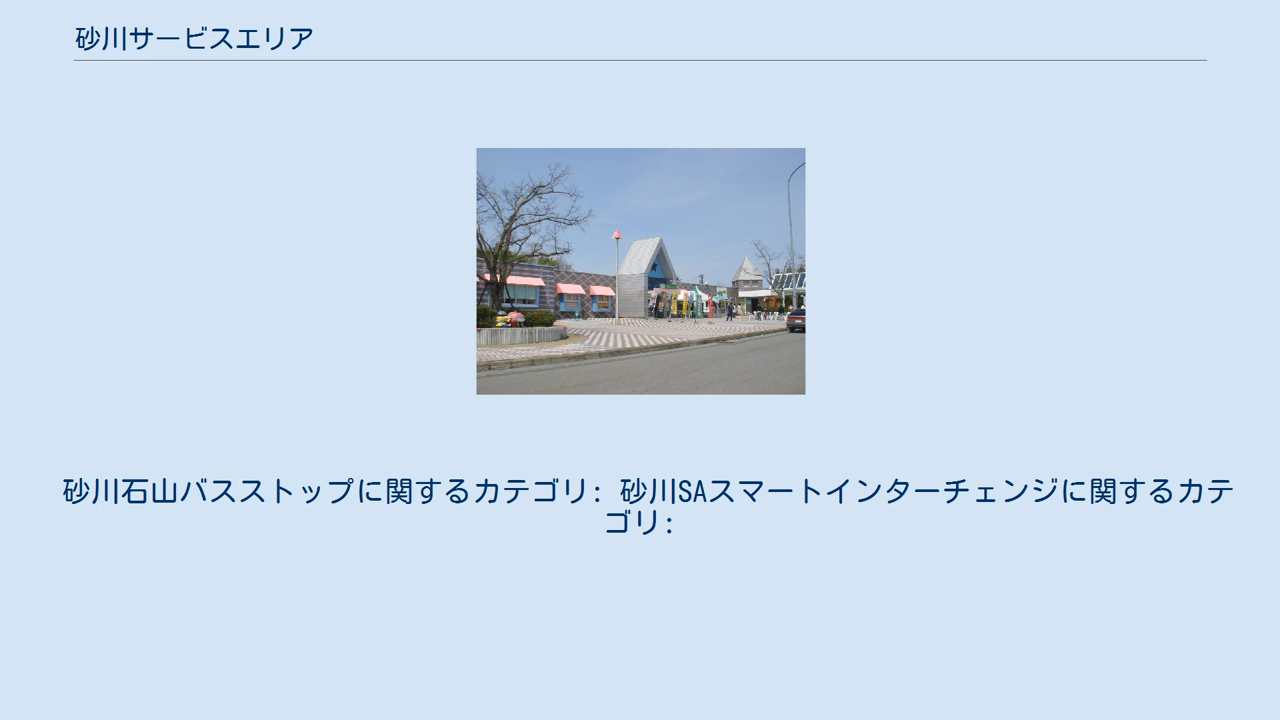 砂川サービスエリア
砂川石山バスストップに関するカテゴリ: 砂川SAスマートインターチェンジに関するカテ
ゴリ: